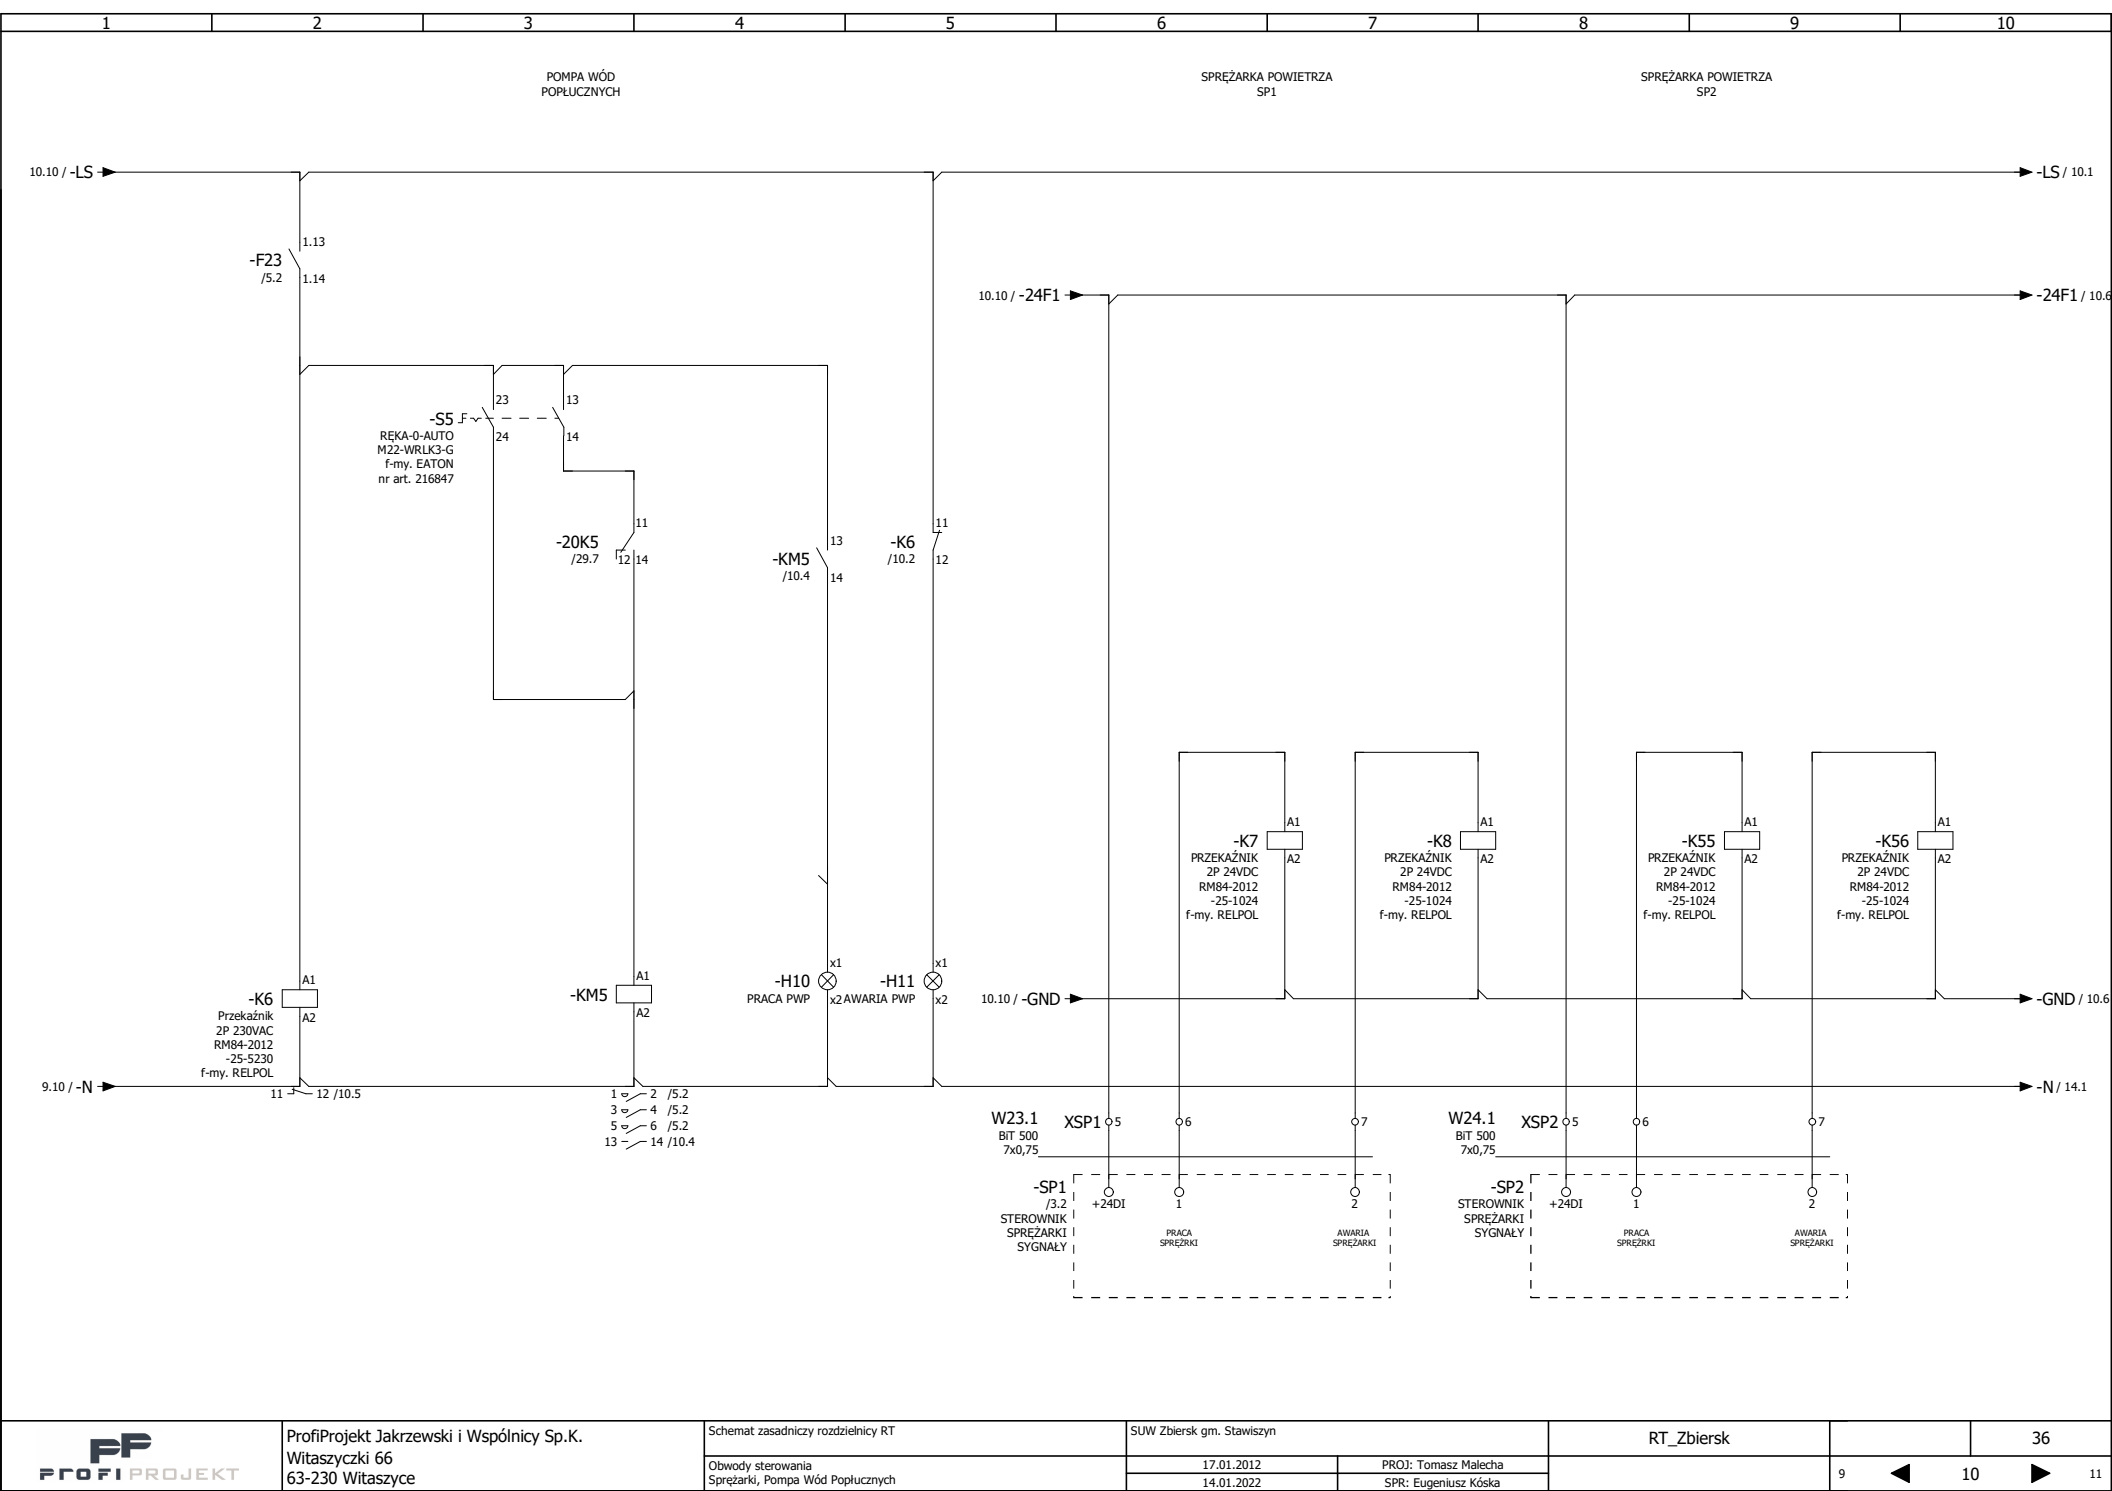 1 2 3 4 5 6 7 8 9 10
POMPA WÓD
POPŁUCZNYCH
SPRĘŻARKA POWIETRZA
SP1
SPRĘŻARKA POWIETRZA
SP2
10.10 / -LS
-LS / 10.1
1.13
-F23
/5.2
1.14
10.10 / -24F1
-24F1 / 10.6
23
13
-S5
24
14
RĘKA-0-AUTO
M22-WRLK3-G
f-my. EATON
nr art. 216847
11
-20K5
/29.7
12 14
13
-KM5
/10.4
14
11
-K6
/10.2
12
A1
-K7
A2
PRZEKAŹNIK
2P 24VDC
RM84-2012
-25-1024
f-my. RELPOL
A1
-K8
A2
PRZEKAŹNIK
2P 24VDC
RM84-2012
-25-1024
f-my. RELPOL
A1
-K55
A2
PRZEKAŹNIK
2P 24VDC
RM84-2012
-25-1024
f-my. RELPOL
A1
-K56
A2
PRZEKAŹNIK
2P 24VDC
RM84-2012
-25-1024
f-my. RELPOL
A1
-K6
A2
Przekaźnik
2P 230VAC
RM84-2012
-25-5230
f-my. RELPOL
A1
-KM5
A2
x1
-H10
PRACA PWP
x2
x1
-H11
AWARIA PWP
x2
10.10 / -GND
-GND / 10.6
9.10 / -N
-N / 14.1
11 12 /10.5
1 2 /5.2
3 4 /5.2
5 6 /5.2
13 14 /10.4
W23.1
BiT 500
7x0,75
XSP1 5 6 7
W24.1
BiT 500
7x0,75
XSP2 5 6 7
-SP1
/3.2
STEROWNIK
SPRĘŻARKI
SYGNAŁY
+24DI 1 2
PRACA
SPRĘŻRKI
AWARIA
SPRĘŻARKI
-SP2
STEROWNIK
SPRĘŻARKI
SYGNAŁY
+24DI 1 2
PRACA
SPRĘŻRKI
AWARIA
SPRĘŻARKI
PP
PROFIPROJEKT
ProfiProjekt Jakrzewski i Wspólnicy Sp.K.
Witaszyczki 66
63-230 Witaszyce
Schemat zasadniczy rozdzielnicy RT
Obwody sterowania
Sprężarki, Pompa Wód Popłucznych
SUW Zbiersk gm. Stawiszyn
17.01.2012
PROJ: Tomasz Malecha
14.01.2022
SPR: Eugeniusz Kóska
RT_Zbiersk
36
9 10 11